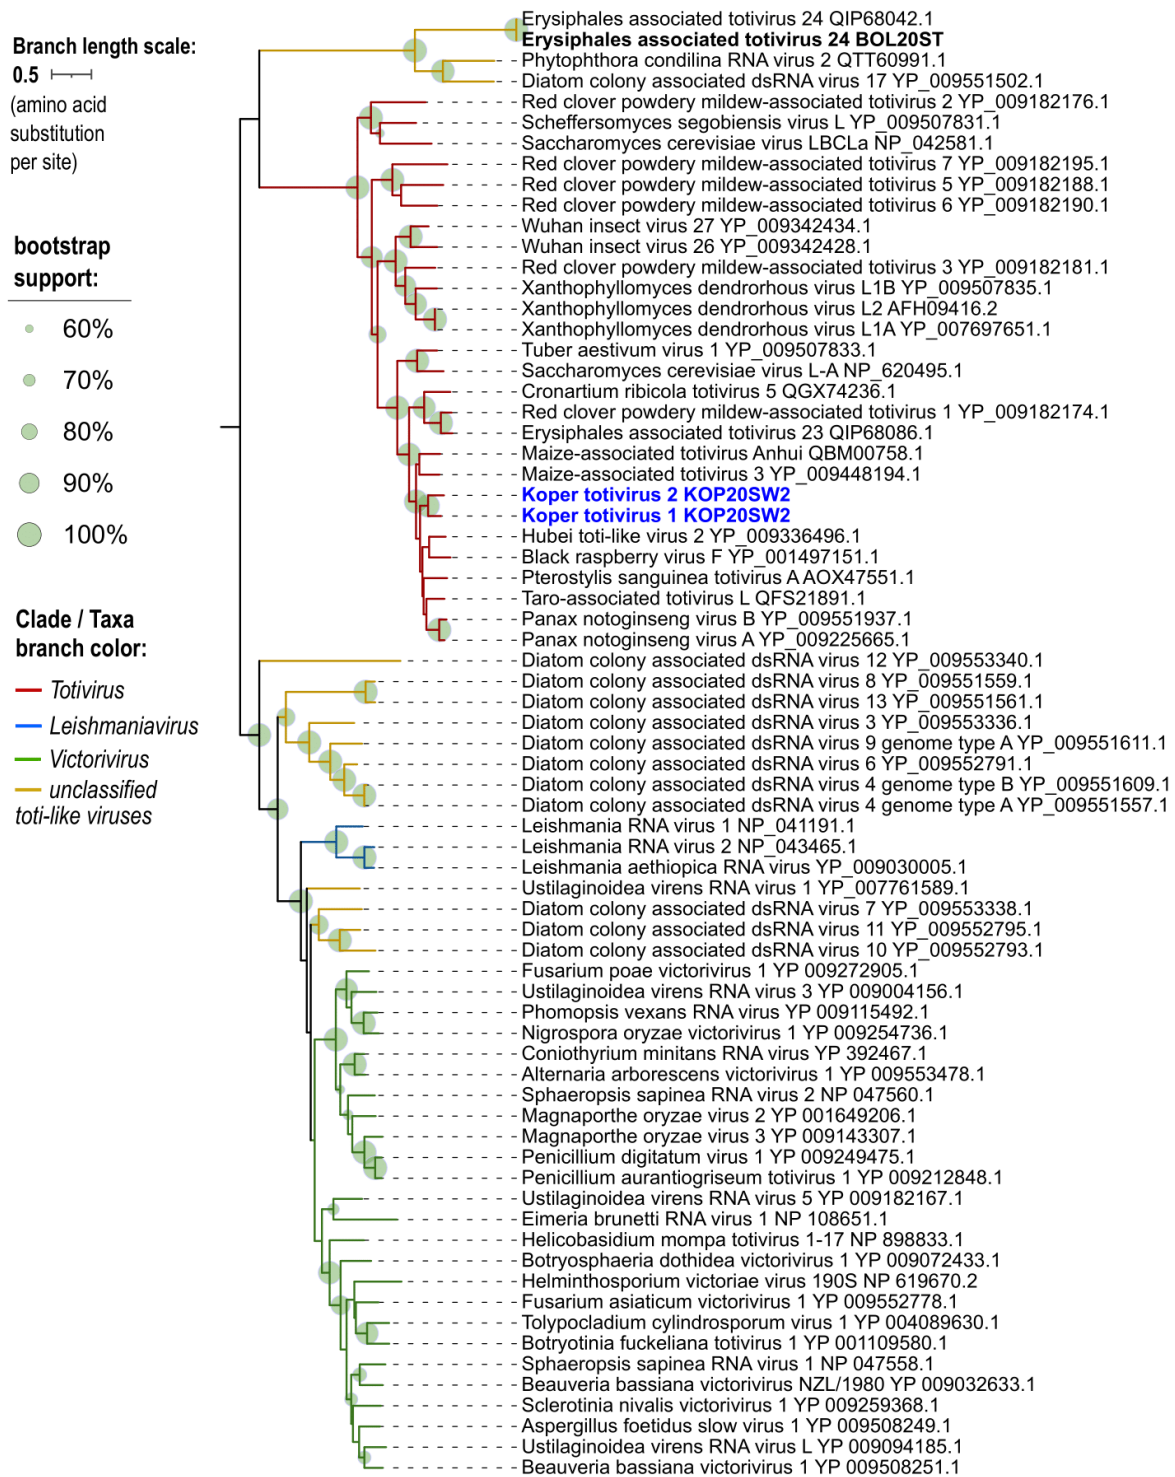 Branch length scale:
0.5
(amino acid
substitution
per site)
bootstrap
support:
60%
70%
80%
90%
100%
Clade / Taxa
branch color:
Totivirus
Leishmaniavirus
Victorivirus
unclassified
toti-like viruses
Erysiphales associated totivirus 24 QIP68042.1
Erysiphales associated totivirus 24 BOL20ST
Phytophthora condilina RNA virus 2 QTT60991.1
Diatom colony associated dsRNA virus 17 YP_009551502.1
Red clover powdery mildew-associated totivirus 2 YP_009182176.1
Scheffersomyces segobiensis virus L YP_009507831.1
Saccharomyces cerevisiae virus LBCLa NP_042581.1
Red clover powdery mildew-associated totivirus 7 YP_009182195.1
Red clover powdery mildew-associated totivirus 5 YP_009182188.1
Red clover powdery mildew-associated totivirus 6 YP_009182190.1
Wuhan insect virus 27 YP_009342434.1
Wuhan insect virus 26 YP_009342428.1
Red clover powdery mildew-associated totivirus 3 YP_009182181.1
Xanthophyllomyces dendrorhous virus L1B YP_009507835.1
Xanthophyllomyces dendrorhous virus L2 AFH09416.2
Xanthophyllomyces dendrorhous virus L1A YP_007697651.1
Tuber aestivum virus 1 YP_009507833.1
Saccharomyces cerevisiae virus L-A NP_620495.1
Cronartium ribicola totivirus 5 QGX74236.1
Red clover powdery mildew-associated totivirus 1 YP_009182174.1
Erysiphales associated totivirus 23 QIP68086.1
Maize-associated totivirus Anhui QBM00758.1
Maize-associated totivirus 3 YP_009448194.1
Koper totivirus 2 KOP20SW2
Koper totivirus 1 KOP20SW2
Hubei toti-like virus 2 YP_009336496.1
Black raspberry virus F YP_001497151.1
Pterostylis sanguinea totivirus A AOX47551.1
Taro-associated totivirus L QFS21891.1
Panax notoginseng virus B YP_009551937.1
Panax notoginseng virus A YP_009225665.1
Diatom colony associated dsRNA virus 12 YP_009553340.1
Diatom colony associated dsRNA virus 8 YP_009551559.1
Diatom colony associated dsRNA virus 13 YP_009551561.1
Diatom colony associated dsRNA virus 3 YP_009553336.1
Diatom colony associated dsRNA virus 9 genome type A YP_009551611.1
Diatom colony associated dsRNA virus 6 YP_009552791.1
Diatom colony associated dsRNA virus 4 genome type B YP_009551609.1
Diatom colony associated dsRNA virus 4 genome type A YP_009551557.1
Leishmania RNA virus 1 NP_041191.1
Leishmania RNA virus 2 NP_043465.1
Leishmania aethiopica RNA virus YP_009030005.1
Ustilaginoidea virens RNA virus 1 YP_007761589.1
Diatom colony associated dsRNA virus 7 YP_009553338.1
Diatom colony associated dsRNA virus 11 YP_009552795.1
Diatom colony associated dsRNA virus 10 YP_009552793.1
Fusarium poae victorivirus 1 YP 009272905.1
Ustilaginoidea virens RNA virus 3 YP 009004156.1
Phomopsis vexans RNA virus YP 009115492.1
Nigrospora oryzae victorivirus 1 YP 009254736.1
Coniothyrium minitans RNA virus YP 392467.1
Alternaria arborescens victorivirus 1 YP 009553478.1
Sphaeropsis sapinea RNA virus 2 NP 047560.1
Magnaporthe oryzae virus 2 YP 001649206.1
Magnaporthe oryzae virus 3 YP 009143307.1
Penicillium digitatum virus 1 YP 009249475.1
Penicillium aurantiogriseum totivirus 1 YP 009212848.1
Ustilaginoidea virens RNA virus 5 YP 009182167.1
Eimeria brunetti RNA virus 1 NP 108651.1
Helicobasidium mompa totivirus 1-17 NP 898833.1
Botryosphaeria dothidea victorivirus 1 YP 009072433.1
Helminthosporium victoriae virus 190S NP 619670.2
Fusarium asiaticum victorivirus 1 YP 009552778.1
Tolypocladium cylindrosporum virus 1 YP 004089630.1
Botryotinia fuckeliana totivirus 1 YP 001109580.1
Sphaeropsis sapinea RNA virus 1 NP 047558.1
Beauveria bassiana victorivirus NZL/1980 YP 009032633.1
Sclerotinia nivalis victorivirus 1 YP 009259368.1
Aspergillus foetidus slow virus 1 YP 009508249.1
Ustilaginoidea virens RNA virus L YP 009094185.1
Beauveria bassiana victorivirus 1 YP 009508251.1